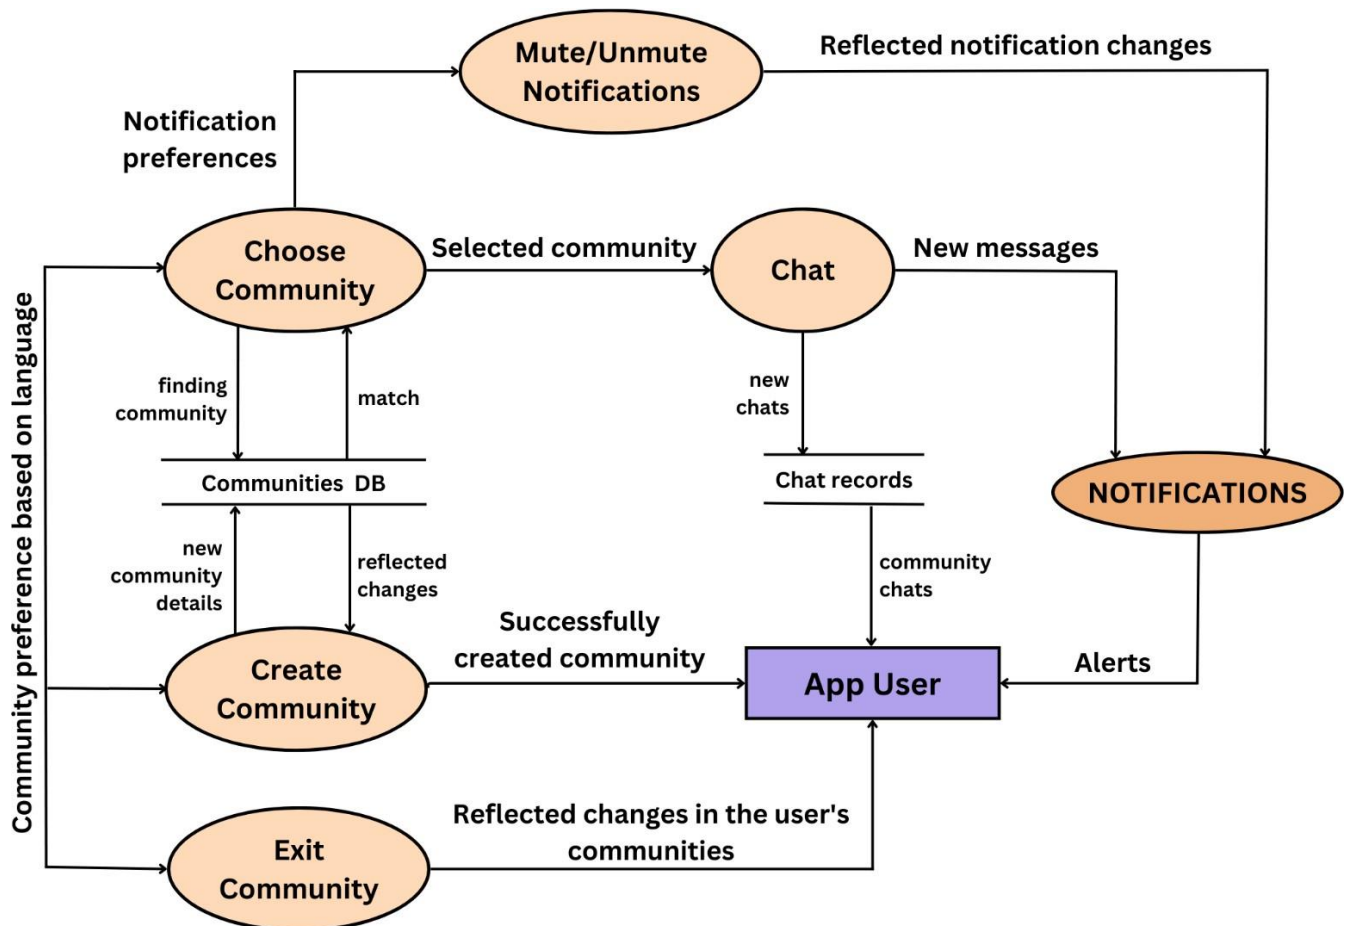 Mute/Unmute
Notifications
Reflected notification changes
Notification
preferences
Choose
Community
Selected community
Chat
New messages
Community preference based on language
finding
community
match
new
chats
Communities DB
Chat records
NOTIFICATIONS
new
community
details
reflected
changes
community
chats
Successfully
created community
Create
Community
App User
Alerts
Reflected changes in the user's
communities
Exit
Community